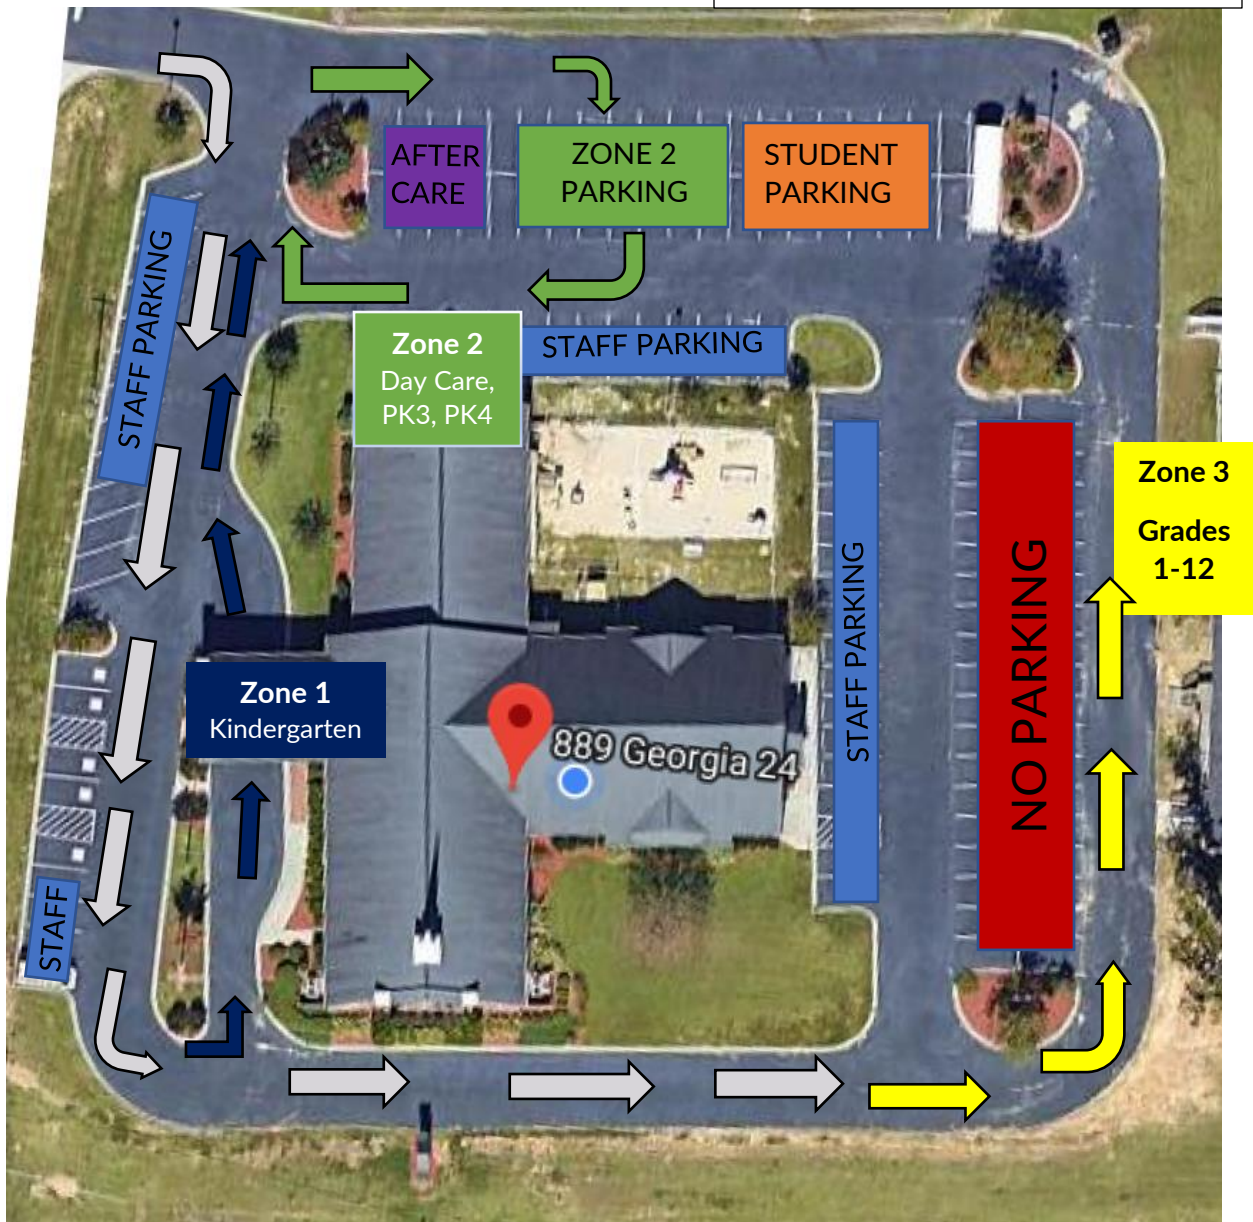 AFTER
CARE
ZONE 2
PARKING
STUDENT
PARKING
STAFF PARKING
Zone 2
Day Care,
PK3, PK4
STAFF PARKING
Zone 3
Grades
1-12
STAFF PARKING
NO PARKING
Zone 1
Kindergarten
889 Georgia 24
STAFF